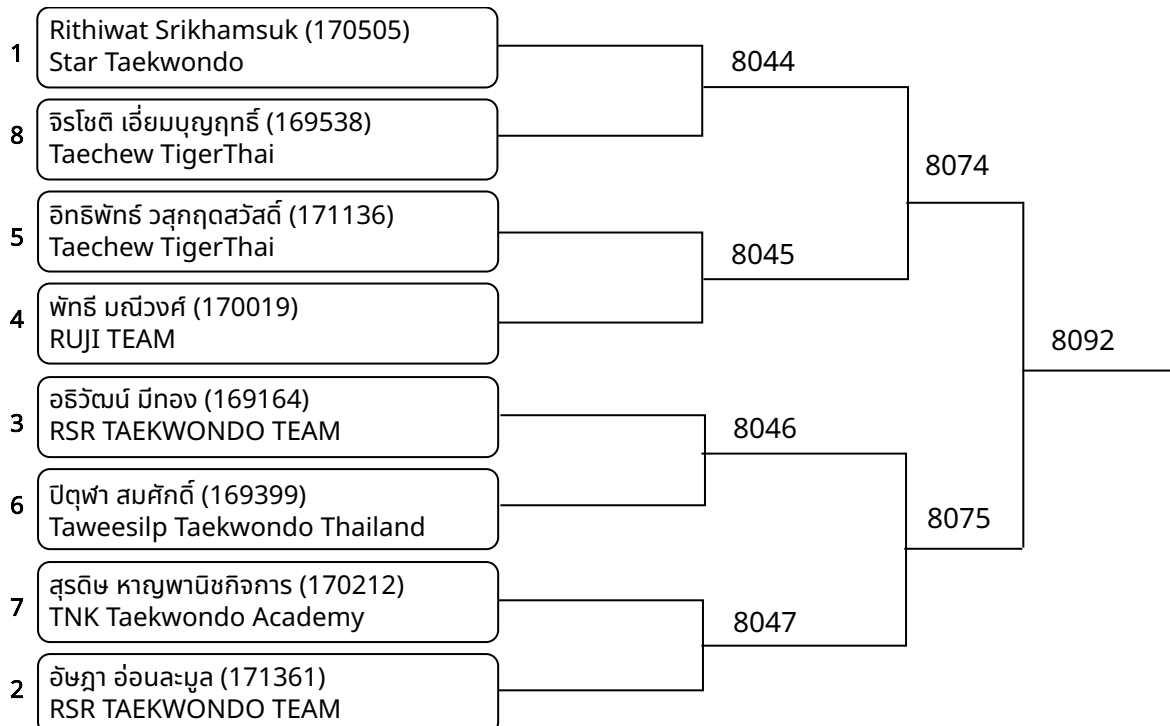 1
Rithiwat Srikhamsuk (170505)
Star Taekwondo
8
จิรโชติ เอี่ยมบุญฤทธิ์ (169538)
Taechew TigerThai
5
อิทธิพัทธ์ วสุกฤดสวัสดิ์ (171136)
Taechew TigerThai
4
พัทธี มณีวงศ์ (170019)
RUJI TEAM
3
อธิวัฒน์ มีทอง (169164)
RSR TAEKWONDO TEAM
6
ปิตุฬา สมศักดิ์ (169399)
Taweesilp Taekwondo Thailand
7
สุรดิษ หาญพานิชกิจการ (170212)
TNK Taekwondo Academy
2
อัษฎา อ่อนละมูล (171361)
RSR TAEKWONDO TEAM
8044
8045
8046
8047
8074
8075
8092